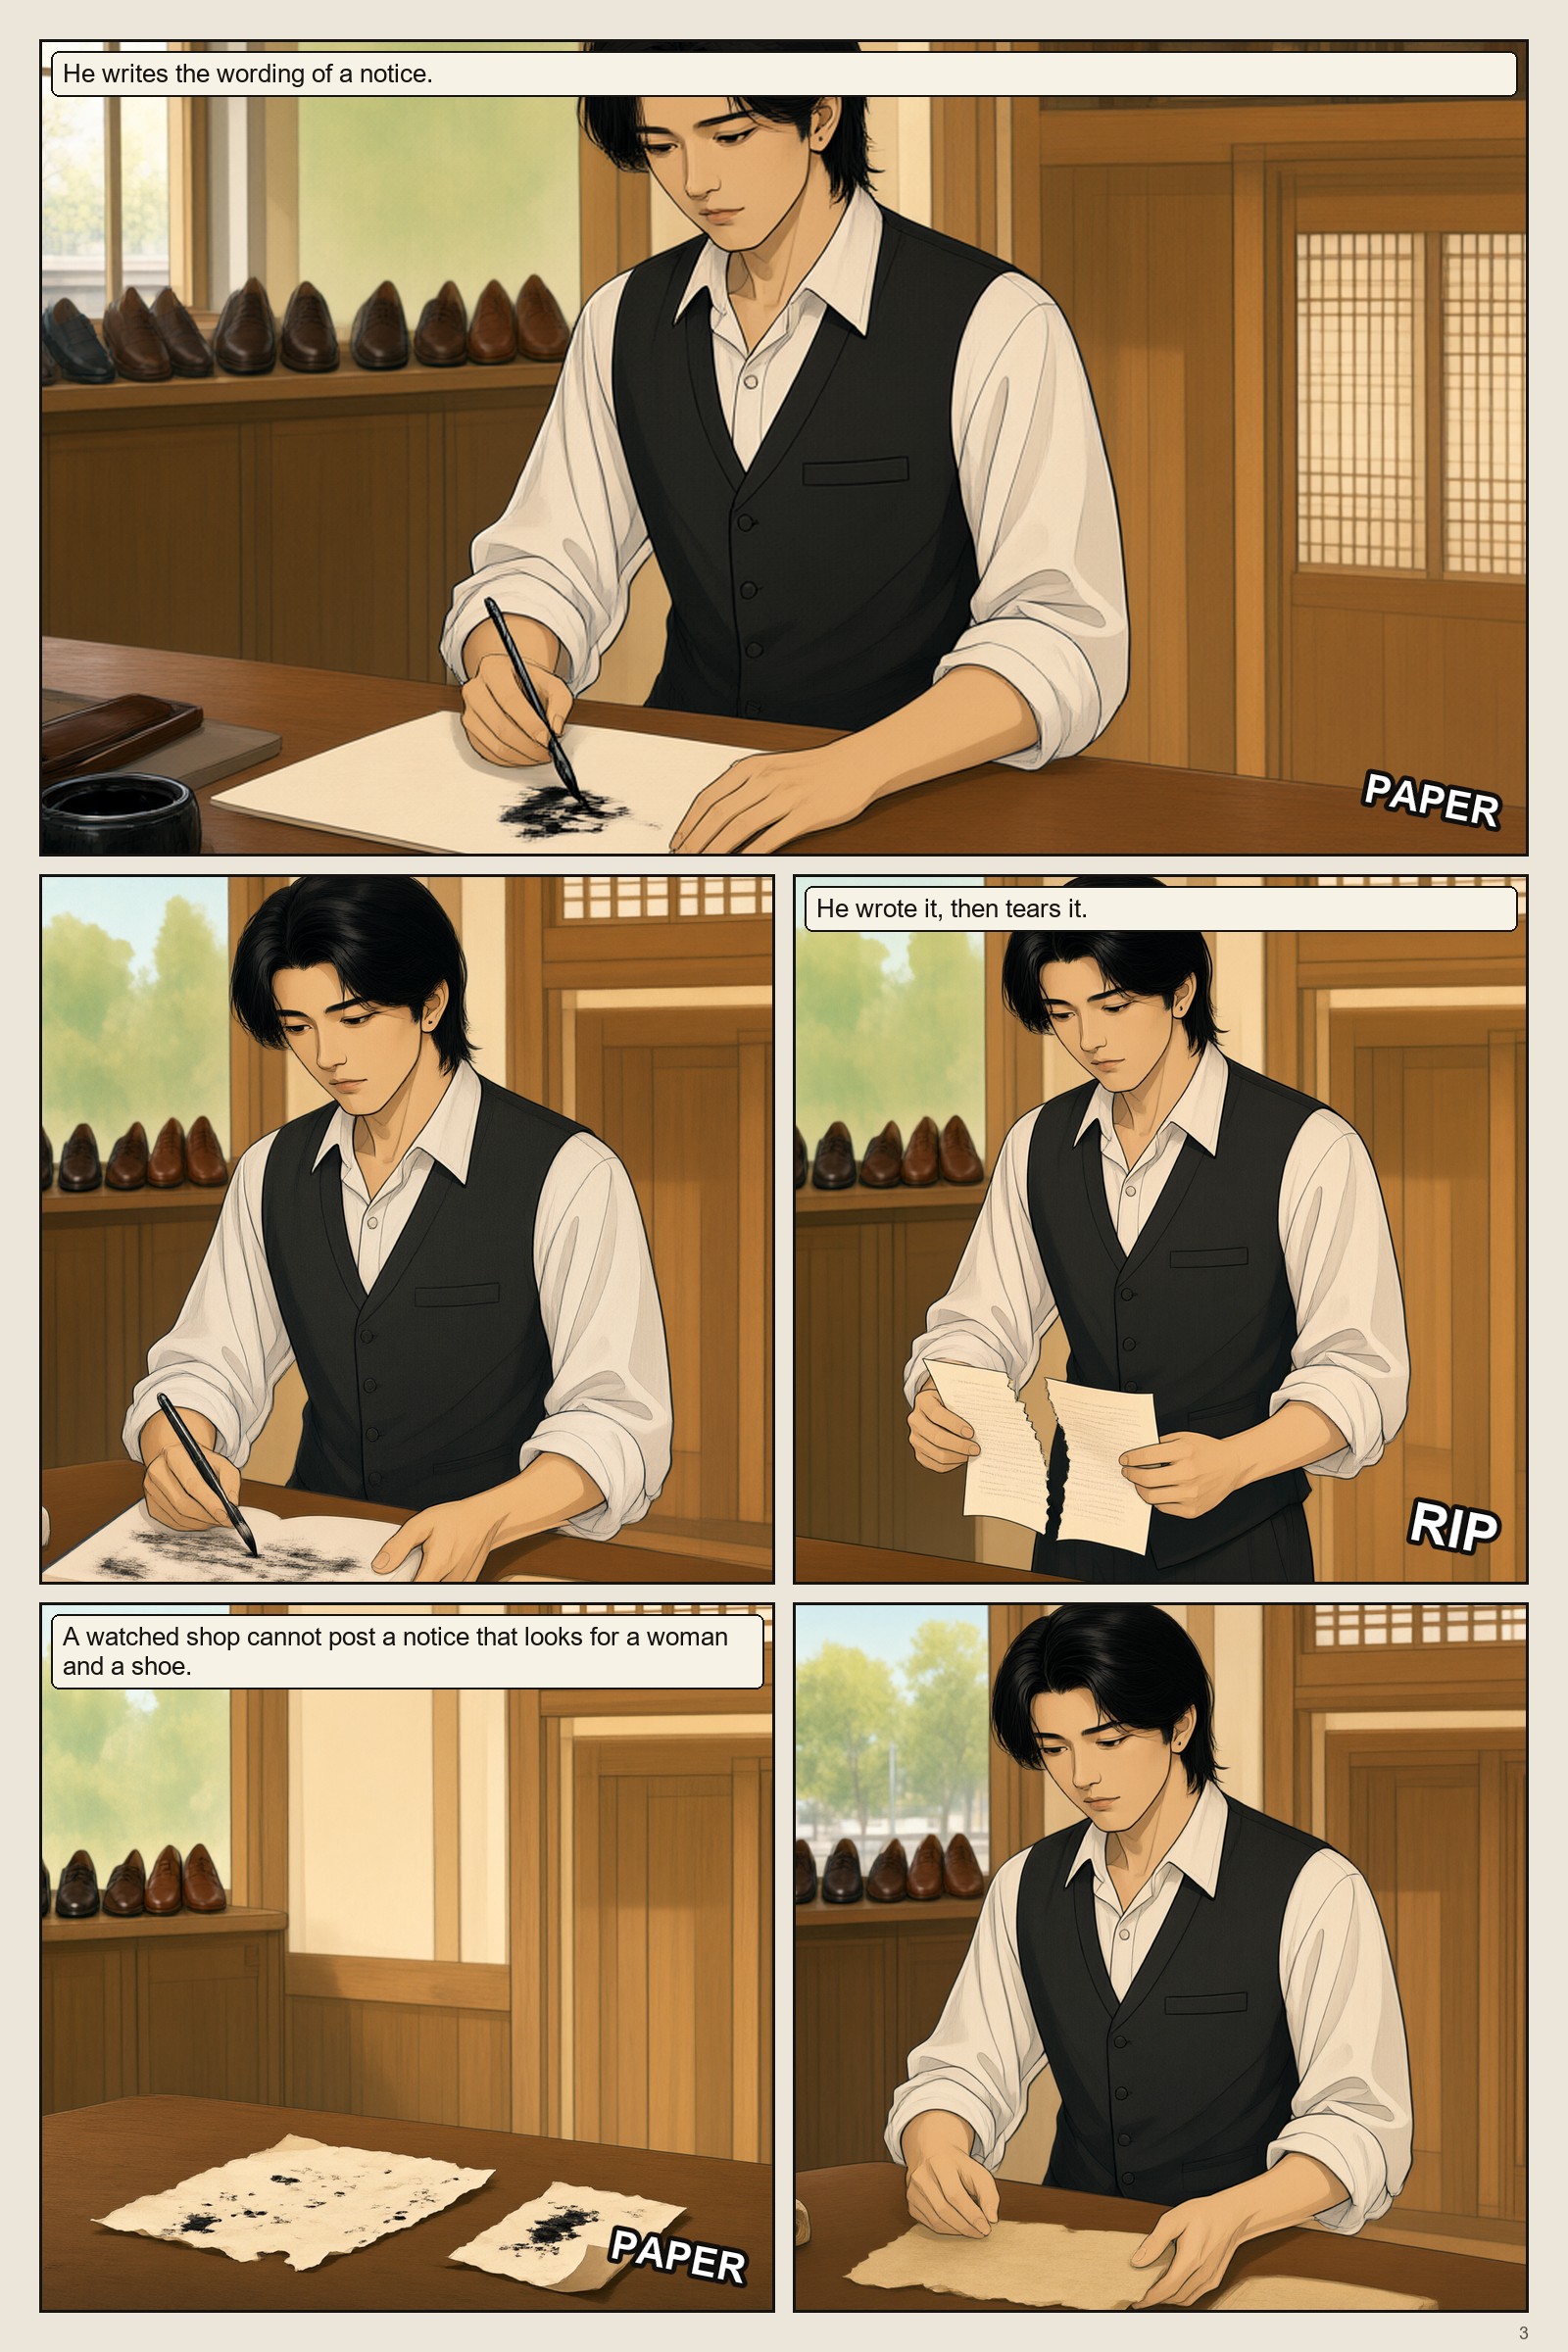 He writes the wording of a notice.
PAPER
He wrote it, then tears it.
RIP
A watched shop cannot post a notice that looks for a woman
and a shoe.
PAPER
3